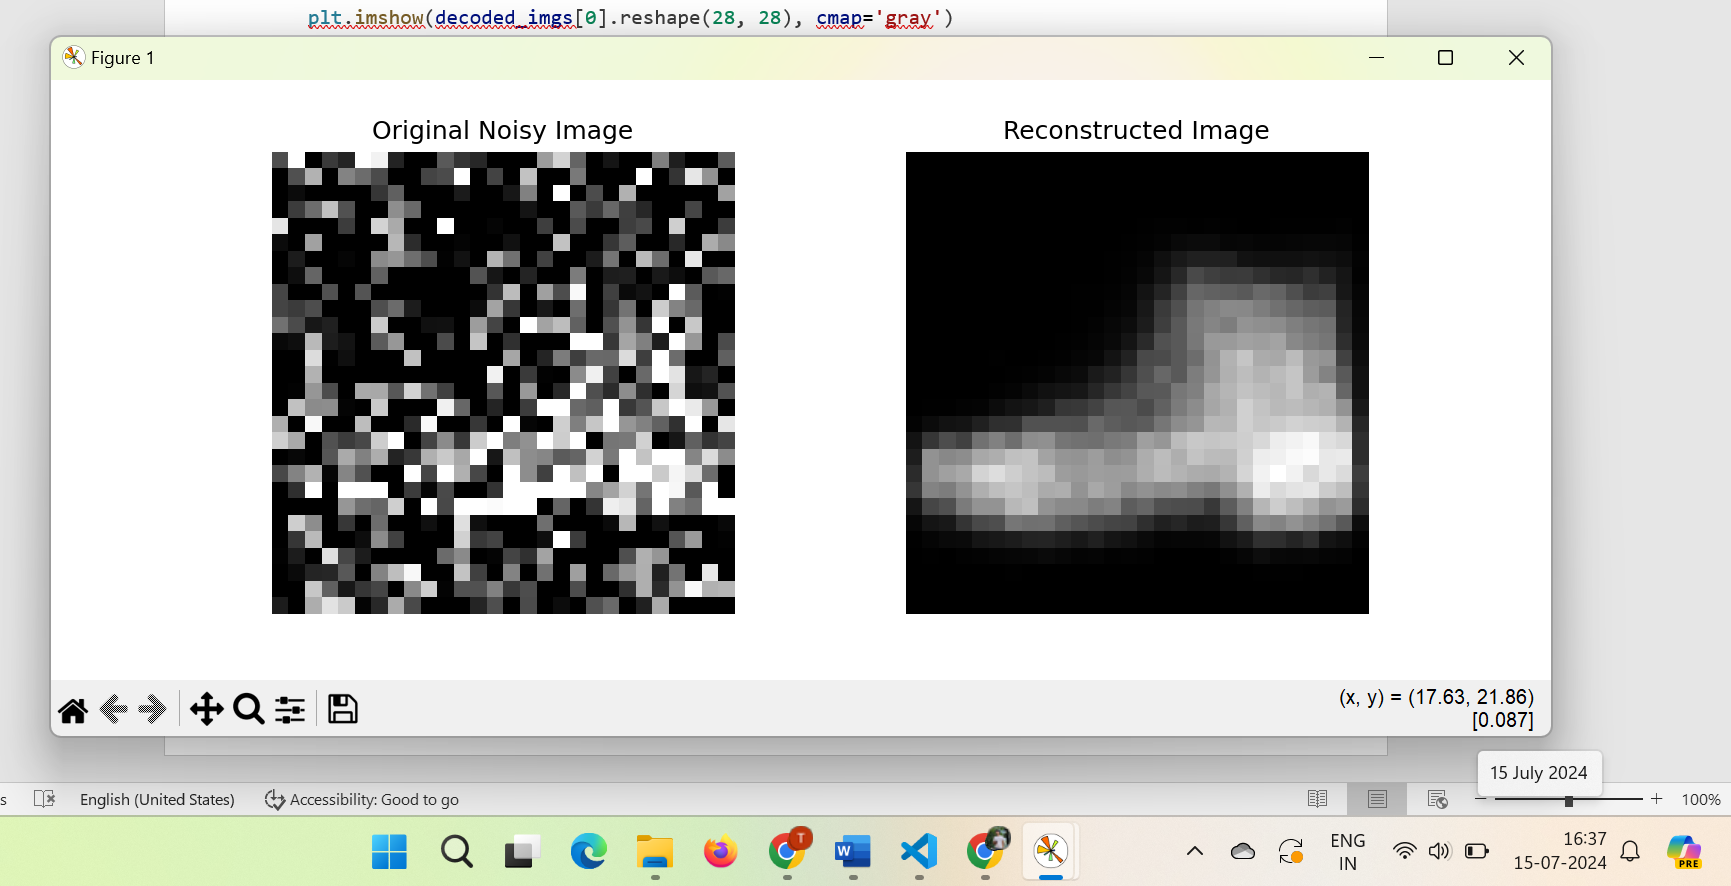 plt.imshow(decoded_imgs[0].reshape(28, 28), cmap='gray')
Figure 1
Original Noisy Image
Reconstructed Image
(x, y) = (17.63, 21.86)
[0.087]
15 July 2024
s
English (United States)
Accessibility: Good to go
100%
T
W
ENG
IN
16:37
15-07-2024
PRE